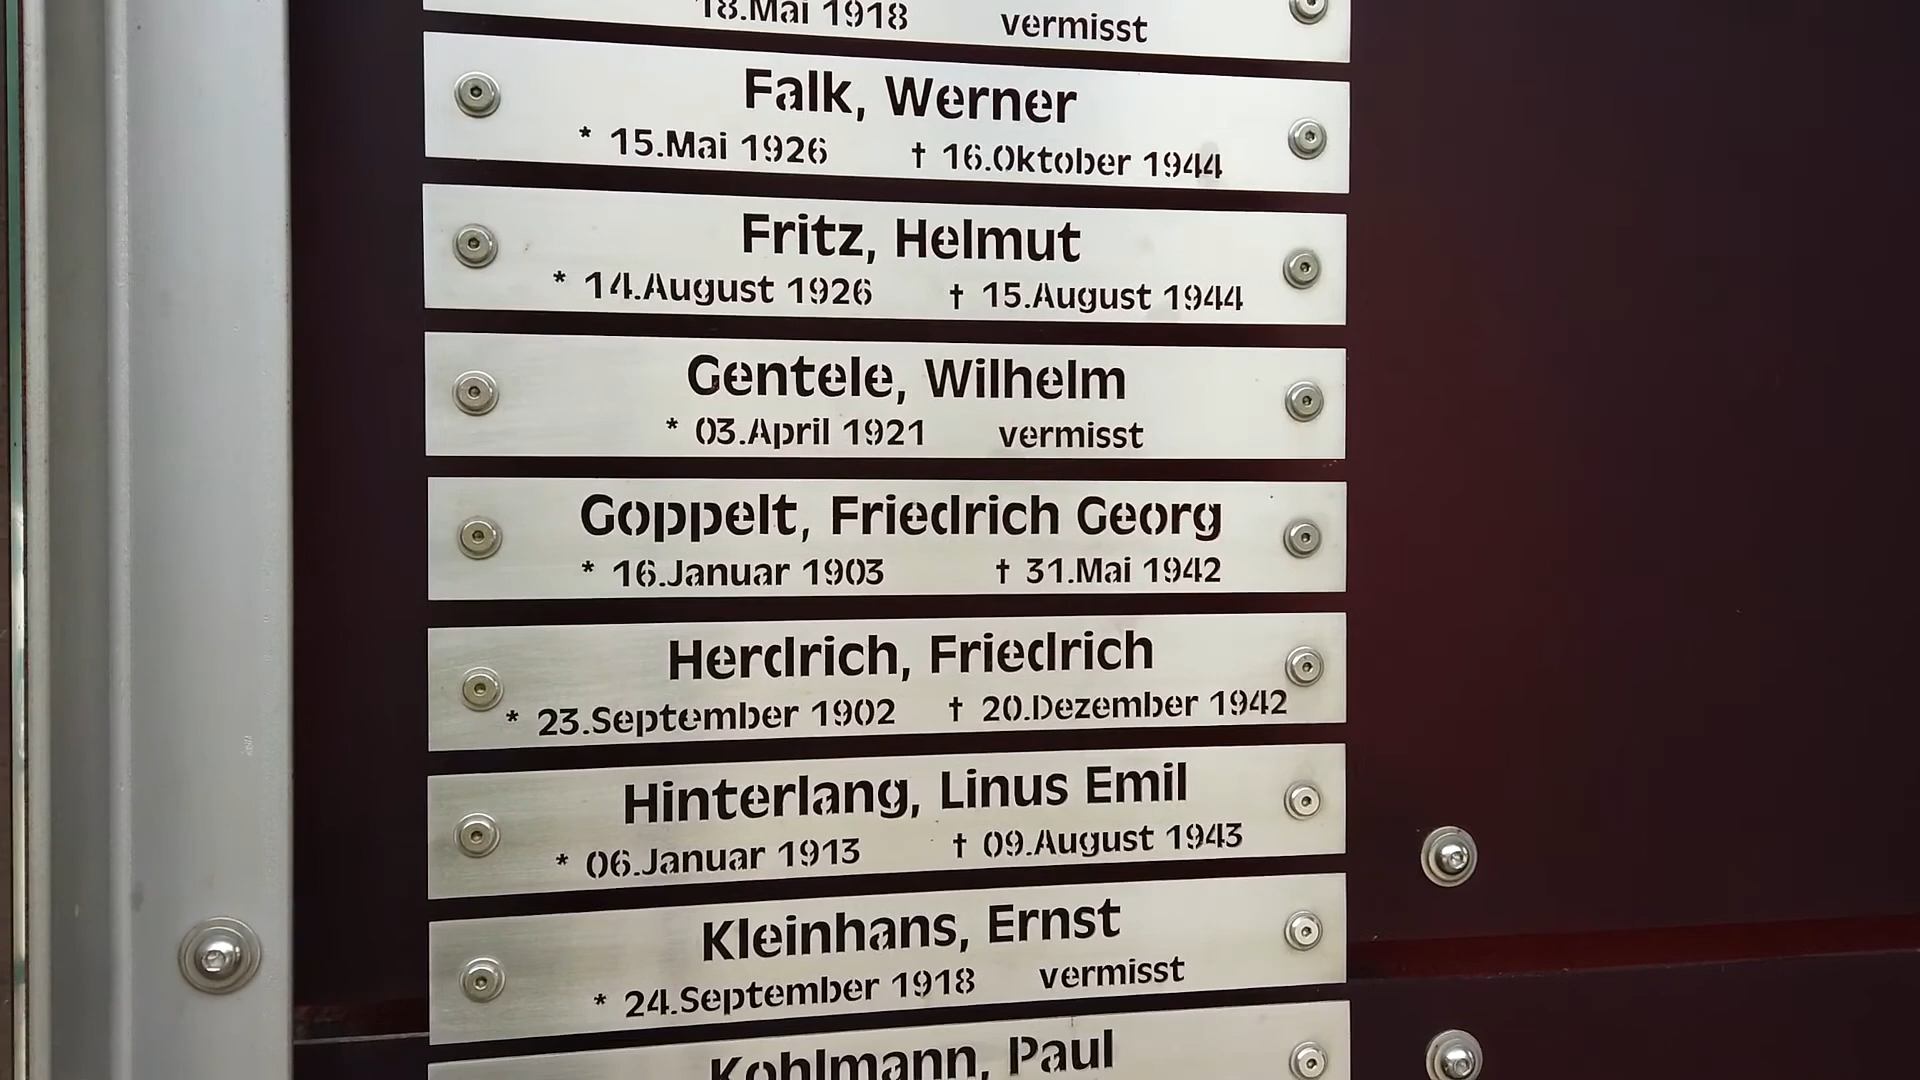 18.Mai 1918 vermisst
Falk, Werner
* 15.Mai 1926 † 16.Oktober 1944
Fritz, Helmut
* 14.August 1926 † 15.August 1944
Gentele, Wilhelm
* 03.April 1921 vermisst
Goppelt, Friedrich Georg
* 16.Januar 1903 † 31.Mai 1942
Herdrich, Friedrich
* 23.September 1902 † 20.Dezember 1942
Hinterlang, Linus Emil
* 06.Januar 1913 † 09.August 1943
Kleinhans, Ernst
* 24.September 1918 vermisst
Kohlmann, Paul